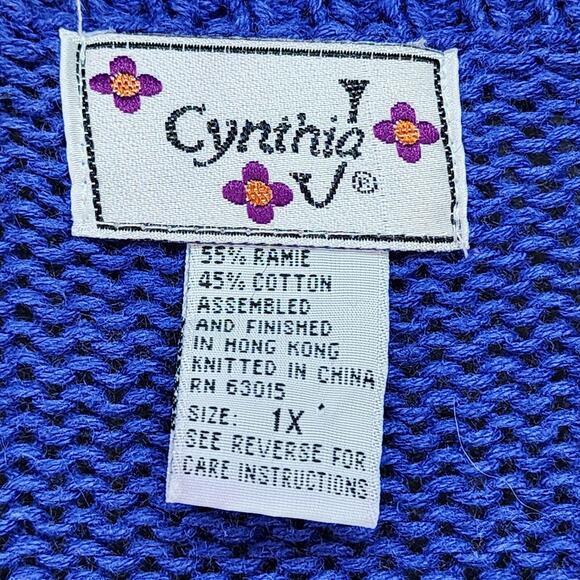 Cynthia
J®
55% RAMIE
45% COTTON
ASSEMBLED
AND FINISHED
IN HONG KONG
KNITTED IN CHINA
RN 63015
SIZE: 1X
SEE REVERSE FOR
CARE INSTRUCTIONS